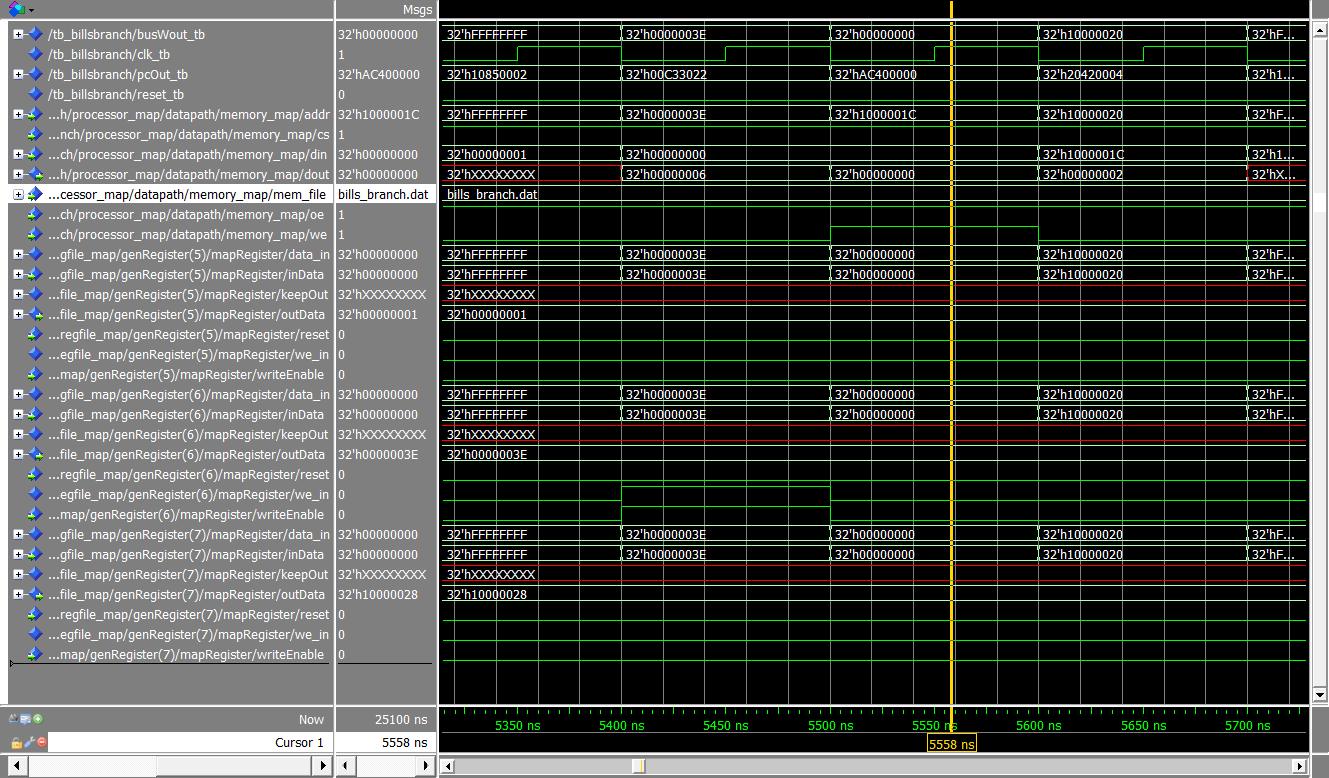 Msgs
/tb_billsbranch/busWout_tb 32'h00000000 32'hFFFFFFFF 32'h0000003E 32'h00000000 32'h10000020 32'hF...
/tb_billsbranch/clk_tb 1
/tb_billsbranch/pcOut_tb 32'hAC400000 32'h10850002 32'h00C33022 32'hAC400000 32'h20420004 32'h1...
/tb_billsbranch/reset_tb 0
...h/processor_map/datapath/memory_map/addr 32'h1000001C 32'hFFFFFFFF 32'h0000003E 32'h1000001C 32'h10000020 32'hF...
...nch/processor_map/datapath/memory_map/cs 1
...ch/processor_map/datapath/memory_map/din 32'h00000000 32'h00000001 32'h00000000 32'h1000001C 32'h1...
...h/processor_map/datapath/memory_map/dout 32'h00000000 32'hXXXXXXXX 32'h00000006 32'h00000000 32'h00000002 32'hX...
...cessor_map/datapath/memory_map/mem_file bills_branch.dat bills_branch.dat
...ch/processor_map/datapath/memory_map/oe 1
...ch/processor_map/datapath/memory_map/we 1
...gfile_map/genRegister(5)/mapRegister/data_in 32'h00000000 32'hFFFFFFFF 32'h0000003E 32'h00000000 32'h10000020 32'hF...
...gfile_map/genRegister(5)/mapRegister/inData 32'h00000000 32'hFFFFFFFF 32'h0000003E 32'h00000000 32'h10000020 32'hF...
...file_map/genRegister(5)/mapRegister/keepOut 32'hXXXXXXXX 32'hXXXXXXXX
...file_map/genRegister(5)/mapRegister/outData 32'h00000001 32'h00000001
...regfile_map/genRegister(5)/mapRegister/reset 0
...egfile_map/genRegister(5)/mapRegister/we_in 0
...map/genRegister(5)/mapRegister/writeEnable 0
...gfile_map/genRegister(6)/mapRegister/data_in 32'h00000000 32'hFFFFFFFF 32'h0000003E 32'h00000000 32'h10000020 32'hF...
...gfile_map/genRegister(6)/mapRegister/inData 32'h00000000 32'hFFFFFFFF 32'h0000003E 32'h00000000 32'h10000020 32'hF...
...file_map/genRegister(6)/mapRegister/keepOut 32'hXXXXXXXX 32'hXXXXXXXX
...file_map/genRegister(6)/mapRegister/outData 32'h0000003E 32'h0000003E
...regfile_map/genRegister(6)/mapRegister/reset 0
...egfile_map/genRegister(6)/mapRegister/we_in 0
...map/genRegister(6)/mapRegister/writeEnable 0
...gfile_map/genRegister(7)/mapRegister/data_in 32'h00000000 32'hFFFFFFFF 32'h0000003E 32'h00000000 32'h10000020 32'hF...
...gfile_map/genRegister(7)/mapRegister/inData 32'h00000000 32'hFFFFFFFF 32'h0000003E 32'h00000000 32'h10000020 32'hF...
...file_map/genRegister(7)/mapRegister/keepOut 32'hXXXXXXXX 32'hXXXXXXXX
...file_map/genRegister(7)/mapRegister/outData 32'h10000028 32'h10000028
...regfile_map/genRegister(7)/mapRegister/reset 0
...egfile_map/genRegister(7)/mapRegister/we_in 0
...map/genRegister(7)/mapRegister/writeEnable 0
Now 25100 ns 5350 ns 5400 ns 5450 ns 5500 ns 5550 ns 5600 ns 5650 ns 5700 ns
Cursor 1 5558 ns 5558 ns